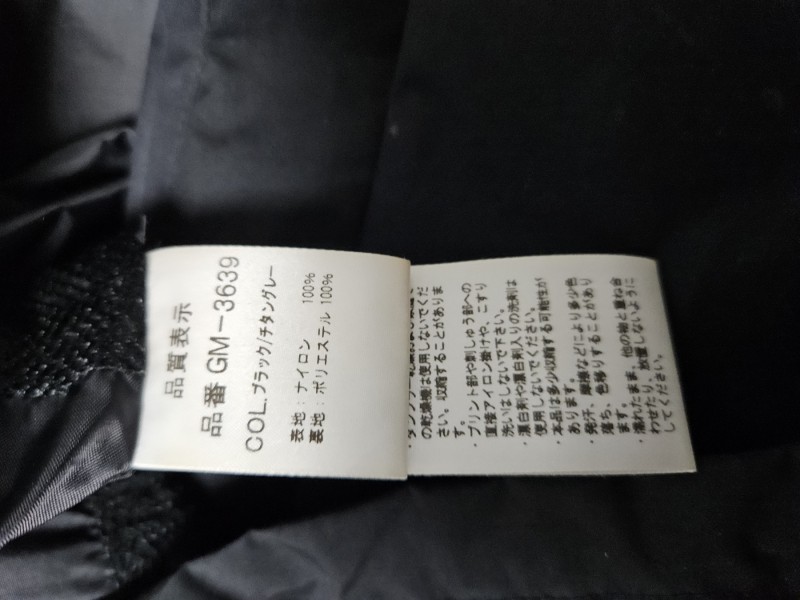 品質表示
品番 GM-3639
COL.ブラック/チタングレー
表地:ナイロン 100%
裏地:ポリエステル 100%
の乾燥機は使用しないでくだ
さい。収縮することがありま
す。
・プリント部や刺しゅう部への
直接アイロン掛けや、こすり
洗いはしないで下さい。
・漂白剤や漂白剤入りの洗剤は
使用しないでください。
・本品は多少収縮する可能性が
あります。
・発汗、摩擦などにより多少色
落ち、色移りすることがあり
ます。
・濡れたまま、他の物と重ね合
わせたり、放置しないように
してください。